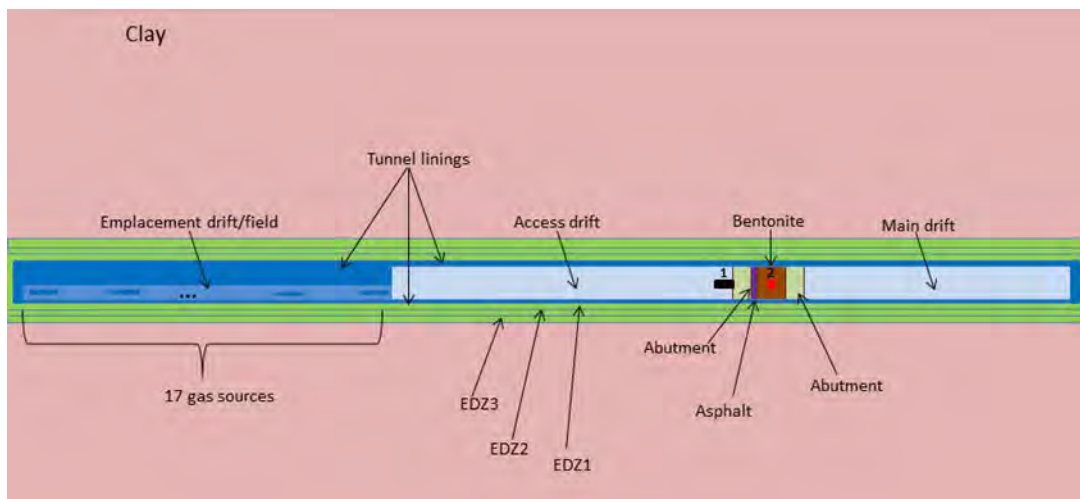 Clay
Tunnel linings
Emplacement drift/field
Access drift
Bentonite
Main drift
1
2
...
Abutment
Abutment
17 gas sources
EDZ3
Asphalt
EDZ2
EDZ1